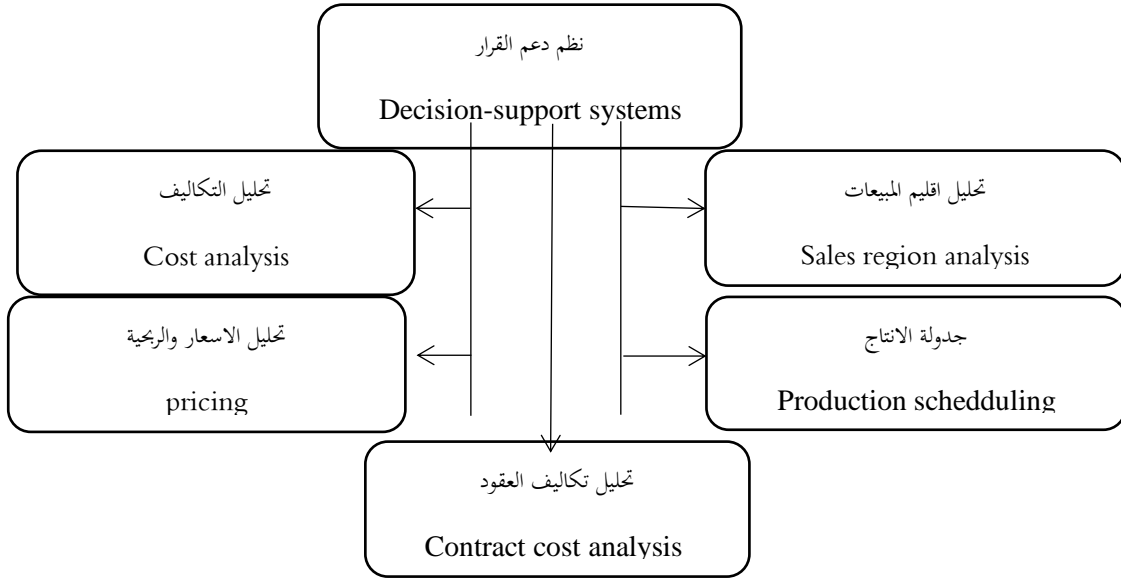 نظم دعم القرار
Decision-support systems
تحليل التكاليف
Cost analysis
تحليل اقليم المبيعات
Sales region analysis
تحليل الاسعار والربحية
pricing
جدولة الانتاج
Production schedduling
تحليل تكاليف العقود
Contract cost analysis